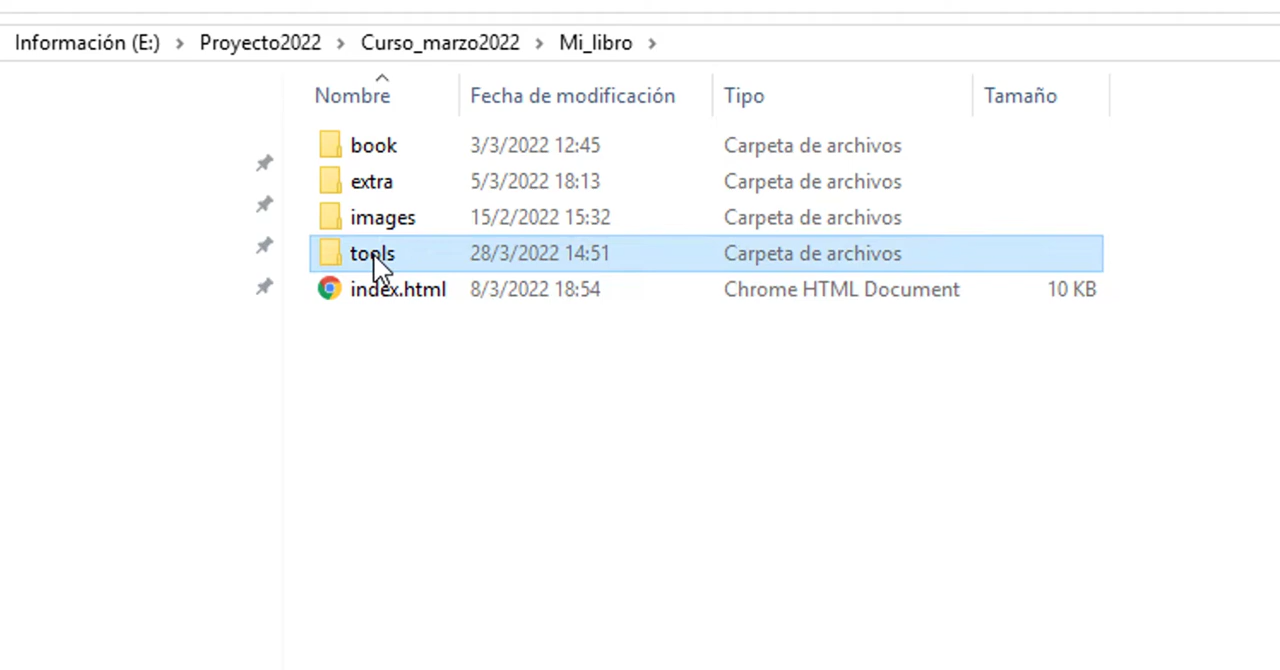 Información (E:) > Proyecto2022 > Curso_marzo2022 > Mi_libro >
Nombre Fecha de modificación Tipo Tamaño
book 3/3/2022 12:45 Carpeta de archivos
extra 5/3/2022 18:13 Carpeta de archivos
images 15/2/2022 15:32 Carpeta de archivos
tools 28/3/2022 14:51 Carpeta de archivos
index.html 8/3/2022 18:54 Chrome HTML Document 10 KB